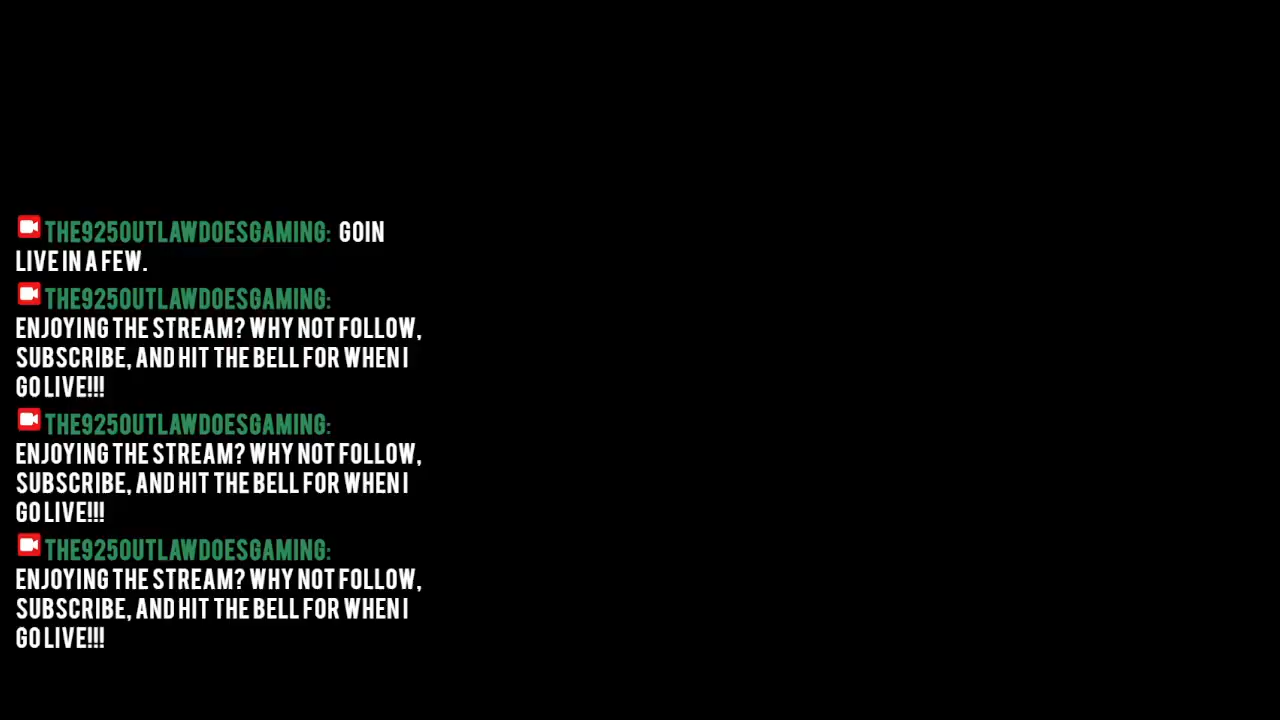 THE925OUTLAWDOESGAMING: GOIN
LIVE IN A FEW.
THE925OUTLAWDOESGAMING:
ENJOYING THE STREAM? WHY NOT FOLLOW,
SUBSCRIBE, AND HIT THE BELL FOR WHEN I
GO LIVE!!!
THE925OUTLAWDOESGAMING:
ENJOYING THE STREAM? WHY NOT FOLLOW,
SUBSCRIBE, AND HIT THE BELL FOR WHEN I
GO LIVE!!!
THE925OUTLAWDOESGAMING:
ENJOYING THE STREAM? WHY NOT FOLLOW,
SUBSCRIBE, AND HIT THE BELL FOR WHEN I
GO LIVE!!!